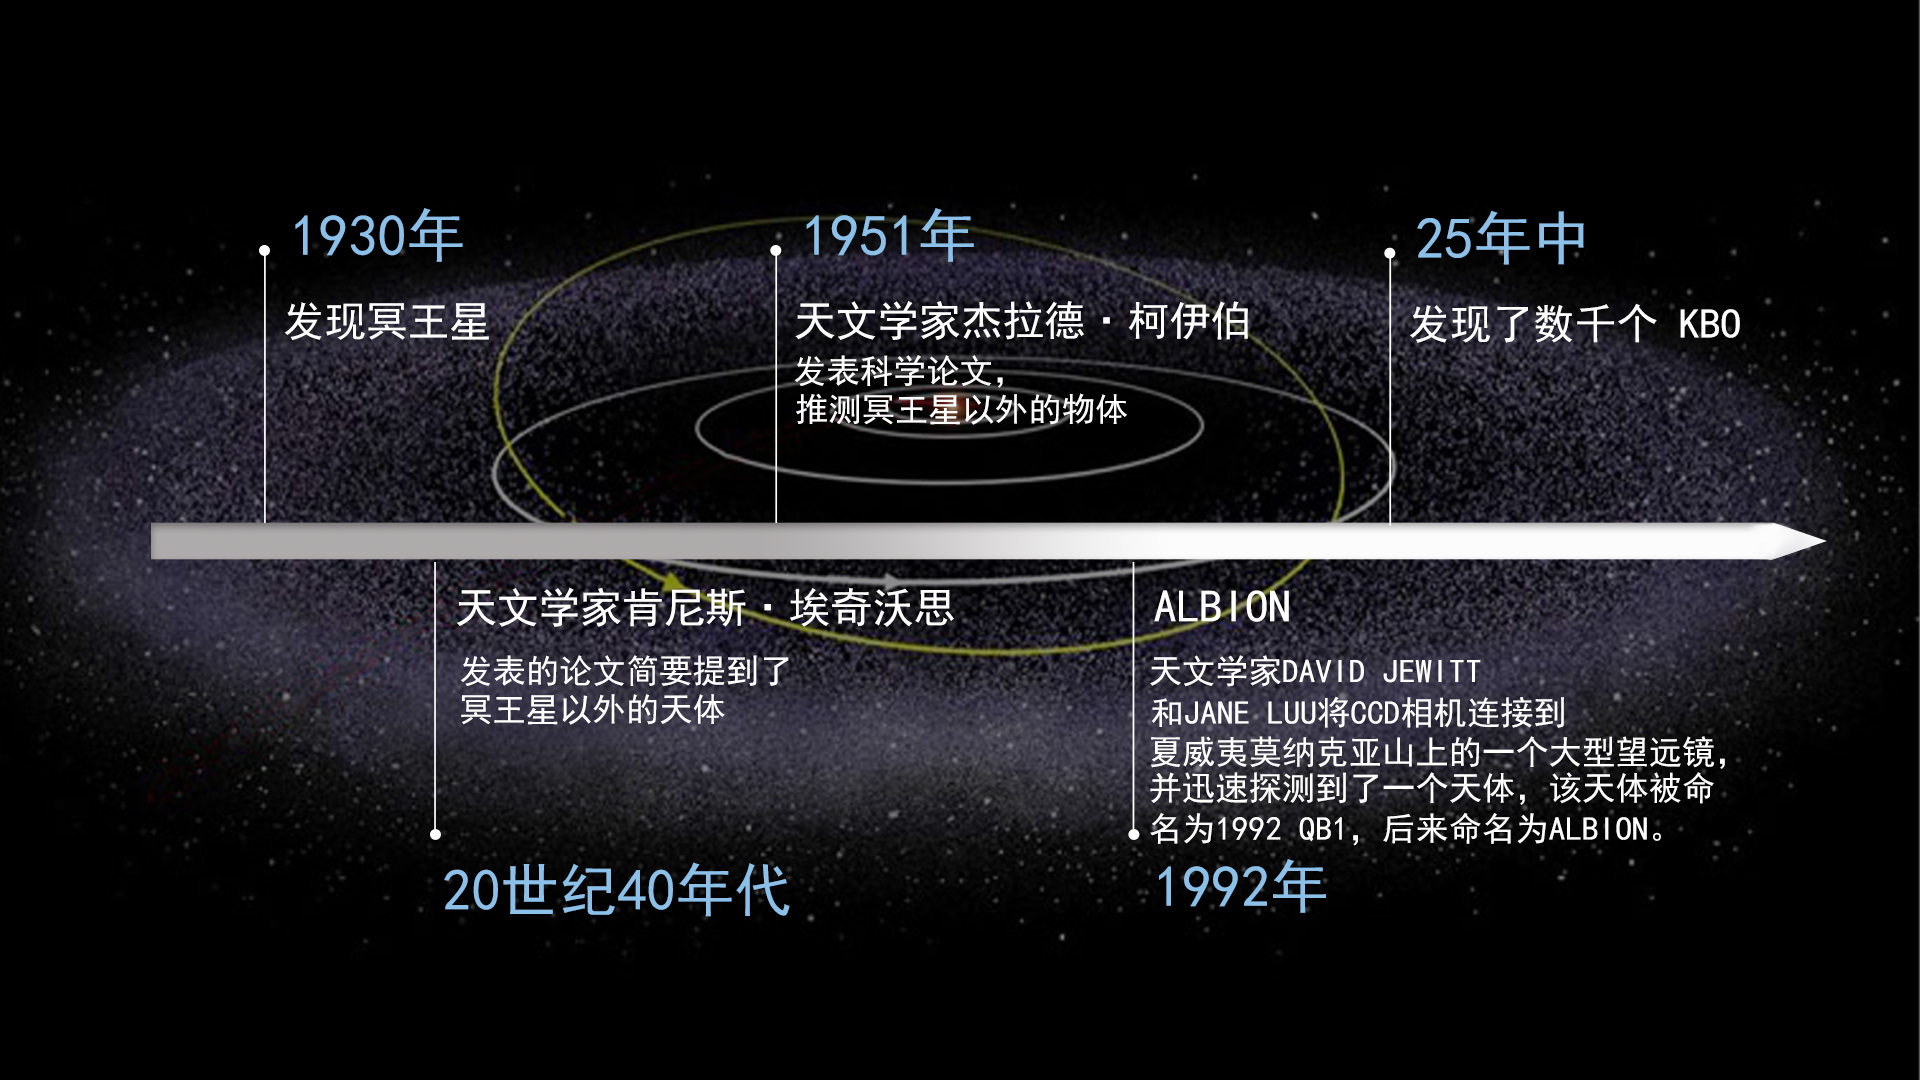 1930年
发现冥王星
1951年
天文学家杰拉德·柯伊伯
发表科学论文，
推测冥王星以外的物体
25年中
发现了数千个 KBO
天文学家肯尼斯·埃奇沃思
发表的论文简要提到了
冥王星以外的天体
20世纪40年代
ALBION
天文学家DAVID JEWITT
和JANE LUU将CCD相机连接到
夏威夷莫纳克亚山上的一个大型望远镜，
并迅速探测到了一个天体，该天体被命
名为1992 QB1，后来命名为ALBION。
1992年